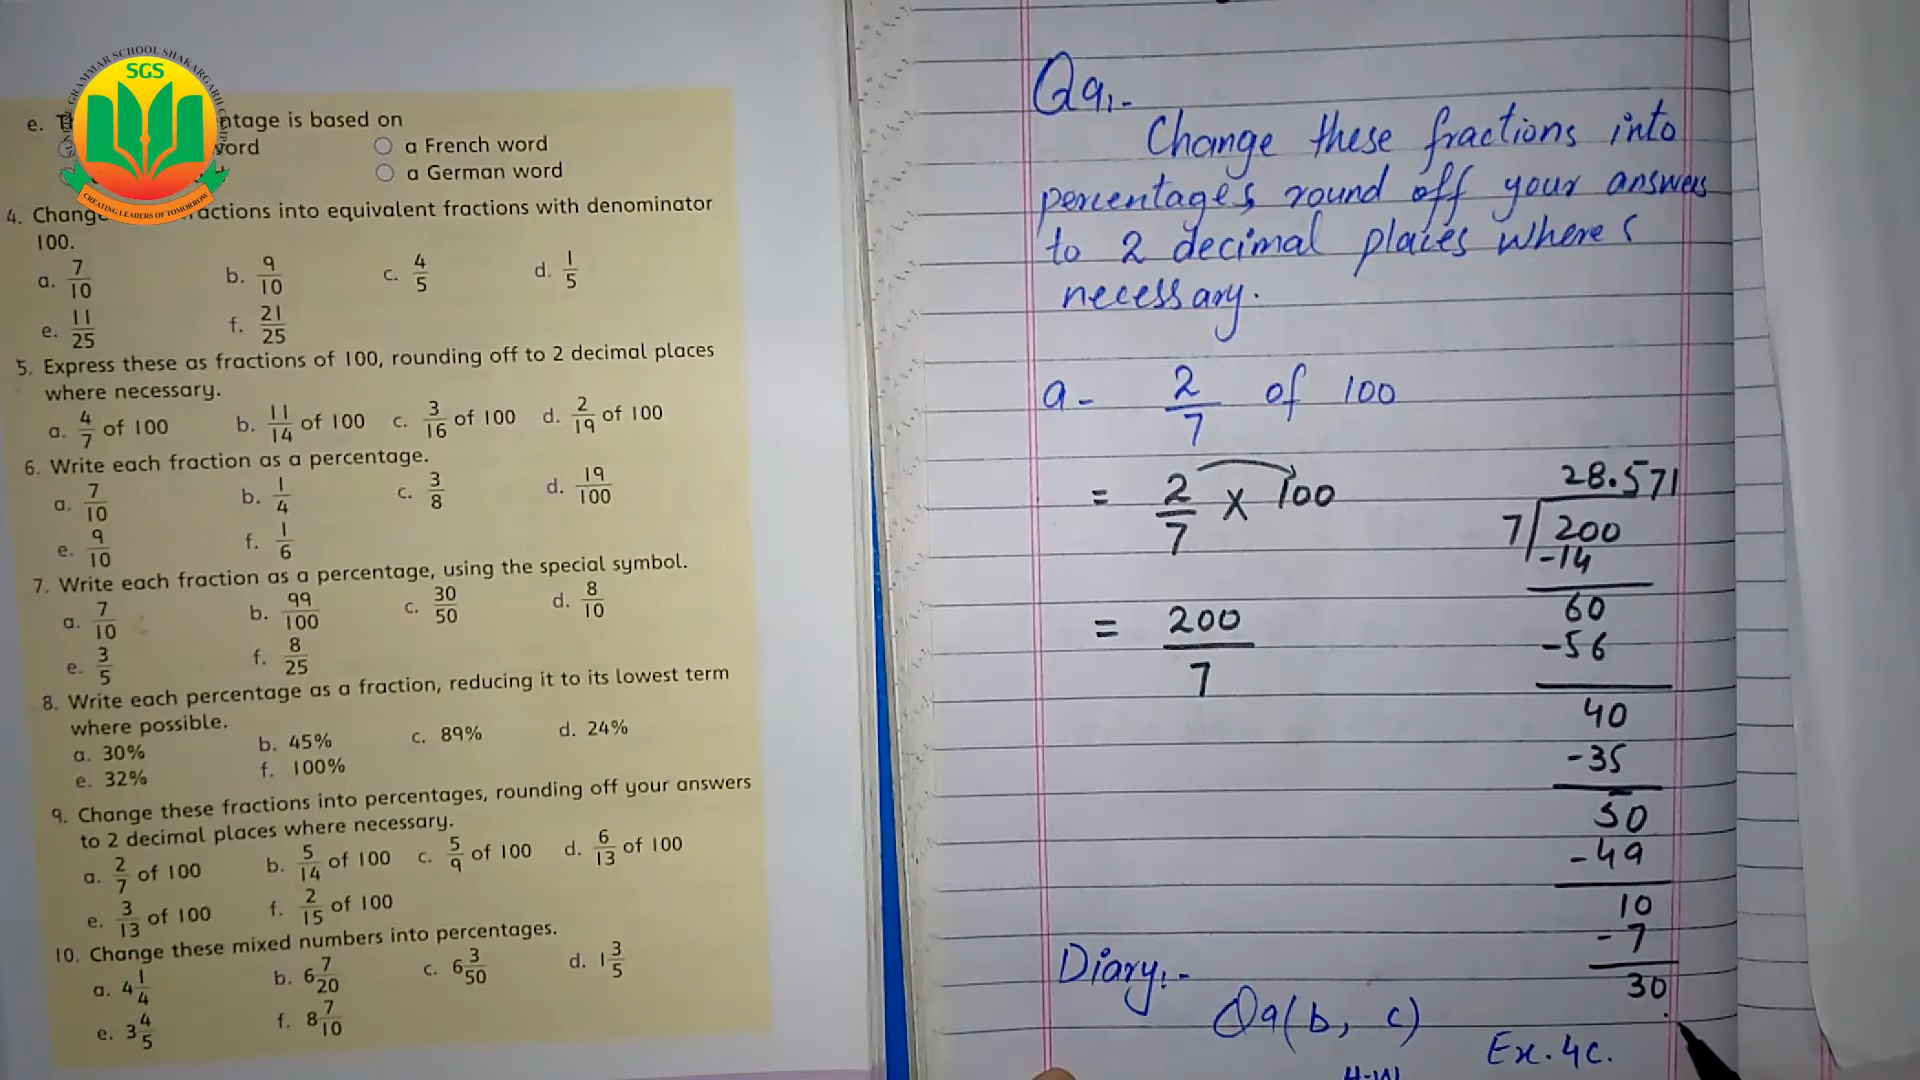 GRAMMAR SCHOOL SHAKARGARH
SGS
CREATING LEADERS OF TOMORROW
e. ntage is based on
ord ○ a French word
○ a German word
4. Chang actions into equivalent fractions with denominator
100.
a. 7/10 b. 9/10 c. 4/5 d. 1/5
e. 11/25 f. 21/25
5. Express these as fractions of 100, rounding off to 2 decimal places
where necessary.
a. 4/7 of 100 b. 11/14 of 100 c. 3/16 of 100 d. 2/19 of 100
6. Write each fraction as a percentage.
a. 7/10 b. 1/4 c. 3/8 d. 19/100
e. 9/10 f. 1/6
7. Write each fraction as a percentage, using the special symbol.
a. 7/10 b. 99/100 c. 30/50 d. 8/10
e. 3/5 f. 8/25
8. Write each percentage as a fraction, reducing it to its lowest term
where possible.
a. 30% b. 45% c. 89% d. 24%
e. 32% f. 100%
9. Change these fractions into percentages, rounding off your answers
to 2 decimal places where necessary.
a. 2/7 of 100 b. 5/14 of 100 c. 5/9 of 100 d. 6/13 of 100
e. 3/13 of 100 f. 2/15 of 100
10. Change these mixed numbers into percentages.
a. 4 1/4 b. 6 7/20 c. 6 3/50 d. 1 3/5
e. 3 4/5 f. 8 7/10
Q9:-
Change these fractions into
percentages, round off your answers
to 2 decimal places where
necessary.
a- 2/7 of 100
= 2/7 x 100
= 200/7
28.571
7 200
-14
60
-56
40
-35
50
-49
10
-7
30
Diary:-
Q9(b, c)
Ex. 4c.
H-W